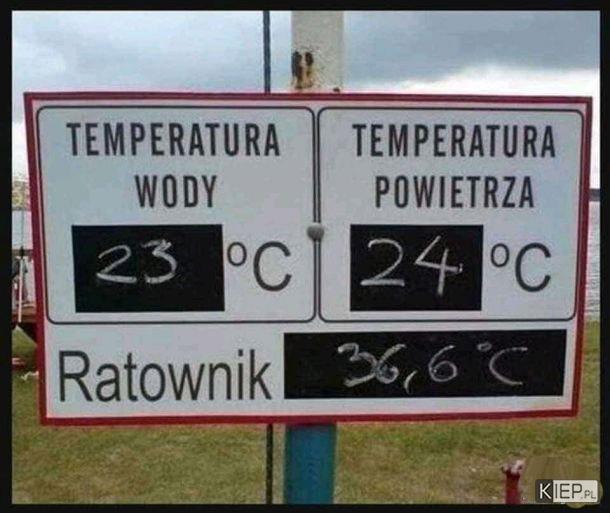 TEMPERATURA
WODY
23 °C
TEMPERATURA
POWIETRZA
24 °C
Ratownik 36,6 °C
KIEP.PL